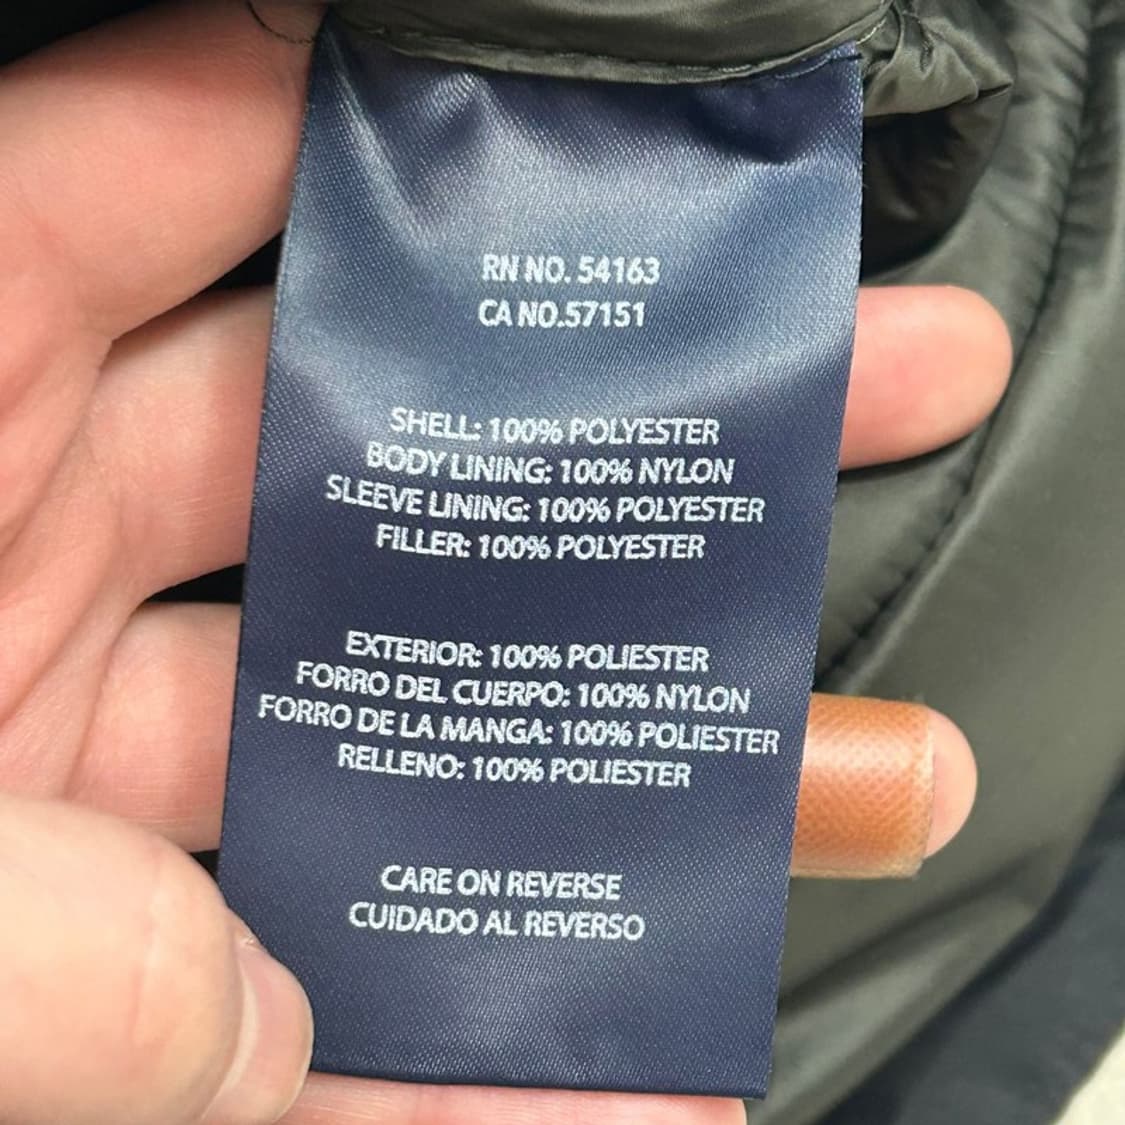 RN NO. 54163
CA NO.57151
SHELL: 100% POLYESTER
BODY LINING: 100% NYLON
SLEEVE LINING: 100% POLYESTER
FILLER: 100% POLYESTER
EXTERIOR: 100% POLIESTER
FORRO DEL CUERPO: 100% NYLON
FORRO DE LA MANGA: 100% POLIESTER
RELLENO: 100% POLIESTER
CARE ON REVERSE
CUIDADO AL REVERSO